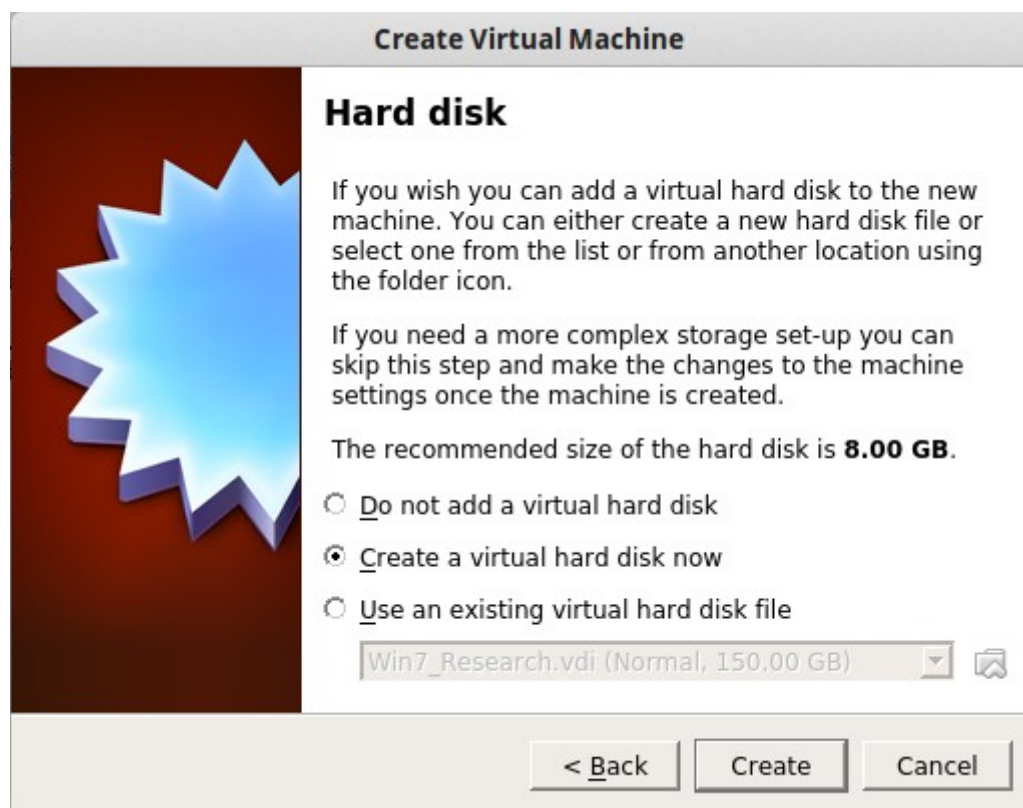 Create Virtual Machine
Hard disk
If you wish you can add a virtual hard disk to the new
machine. You can either create a new hard disk file or
select one from the list or from another location using
the folder icon.
If you need a more complex storage set-up you can
skip this step and make the changes to the machine
settings once the machine is created.
The recommended size of the hard disk is 8.00 GB.
Do not add a virtual hard disk
Create a virtual hard disk now
Use an existing virtual hard disk file
Win7_Research.vdi (Normal, 150.00 GB)
< Back
Create
Cancel